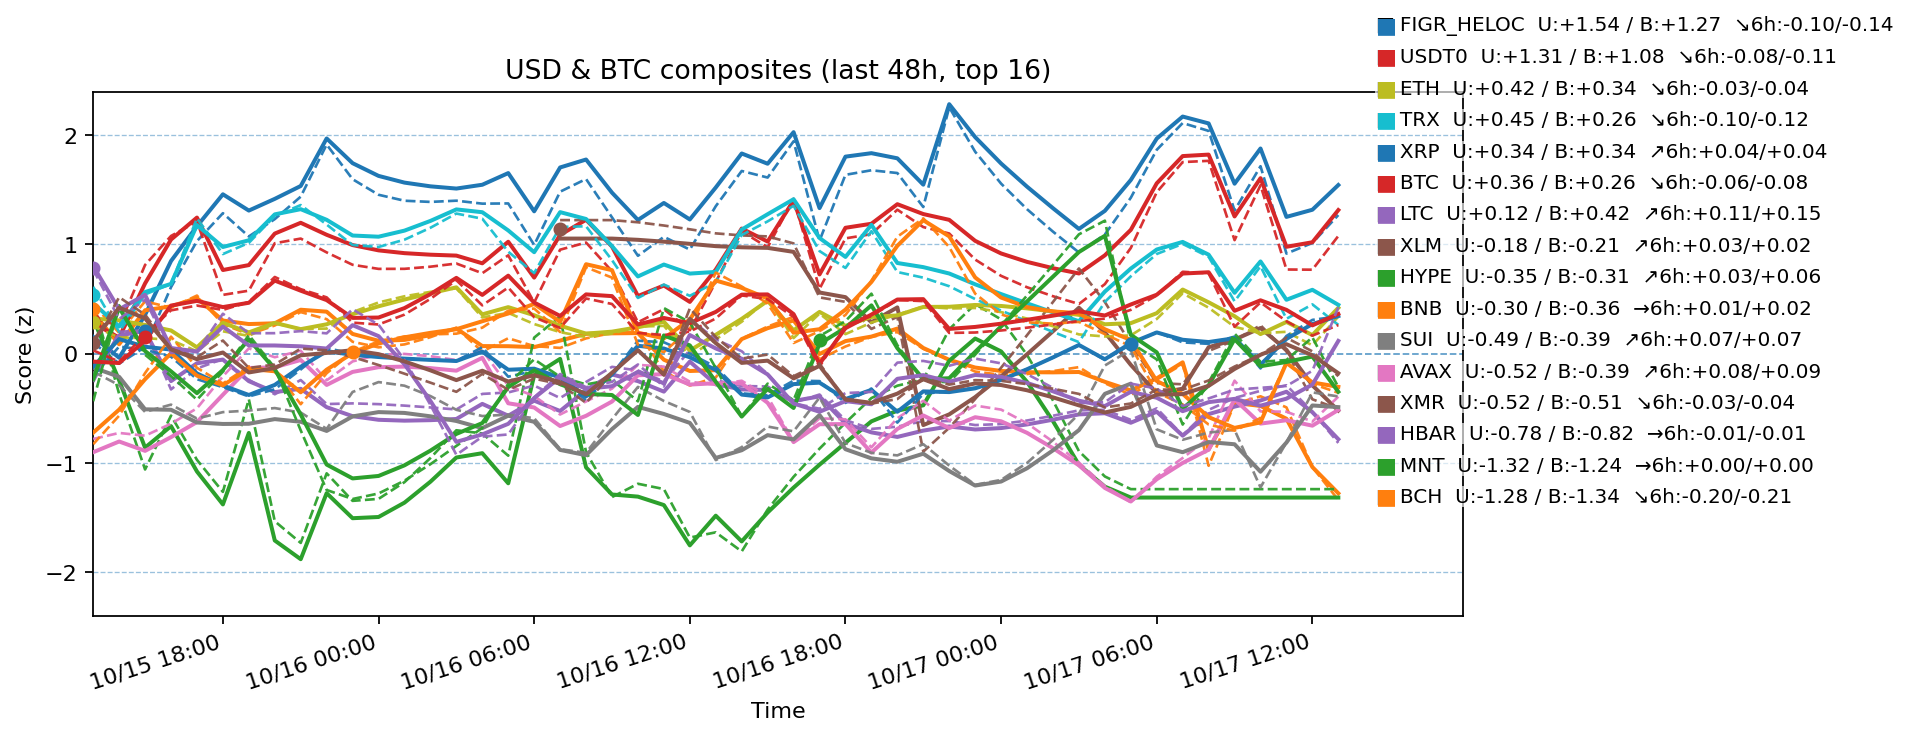 USD & BTC composites (last 48h, top 16)
FIGR_HELOC  U:+1.54 / B:+1.27  ↘6h:-0.10/-0.14
USDT0  U:+1.31 / B:+1.08  ↘6h:-0.08/-0.11
ETH  U:+0.42 / B:+0.34  ↘6h:-0.03/-0.04
TRX  U:+0.45 / B:+0.26  ↘6h:-0.10/-0.12
XRP  U:+0.34 / B:+0.34  ↗6h:+0.04/+0.04
BTC  U:+0.36 / B:+0.26  ↘6h:-0.06/-0.08
LTC  U:+0.12 / B:+0.42  ↗6h:+0.11/+0.15
XLM  U:-0.18 / B:-0.21  ↗6h:+0.03/+0.02
HYPE  U:-0.35 / B:-0.31  ↗6h:+0.03/+0.06
BNB  U:-0.30 / B:-0.36  →6h:+0.01/+0.02
SUI  U:-0.49 / B:-0.39  ↗6h:+0.07/+0.07
AVAX  U:-0.52 / B:-0.39  ↗6h:+0.08/+0.09
XMR  U:-0.52 / B:-0.51  ↘6h:-0.03/-0.04
HBAR  U:-0.78 / B:-0.82  →6h:-0.01/-0.01
MNT  U:-1.32 / B:-1.24  →6h:+0.00/+0.00
BCH  U:-1.28 / B:-1.34  ↘6h:-0.20/-0.21
Score (z)
2
1
0
−1
−2
10/15 18:00
10/16 00:00
10/16 06:00
10/16 12:00
10/16 18:00
10/17 00:00
10/17 06:00
10/17 12:00
Time